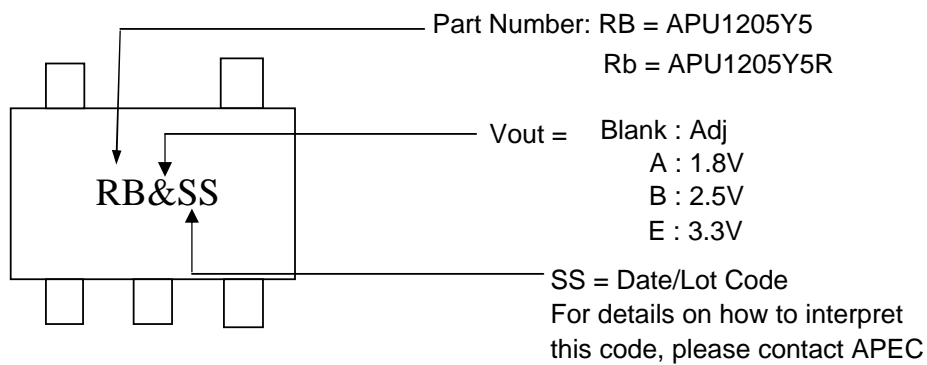 Part Number: RB = APU1205Y5
Rb = APU1205Y5R
Vout = Blank : Adj
A : 1.8V
B : 2.5V
E : 3.3V
RB&SS
SS = Date/Lot Code
For details on how to interpret
this code, please contact APEC